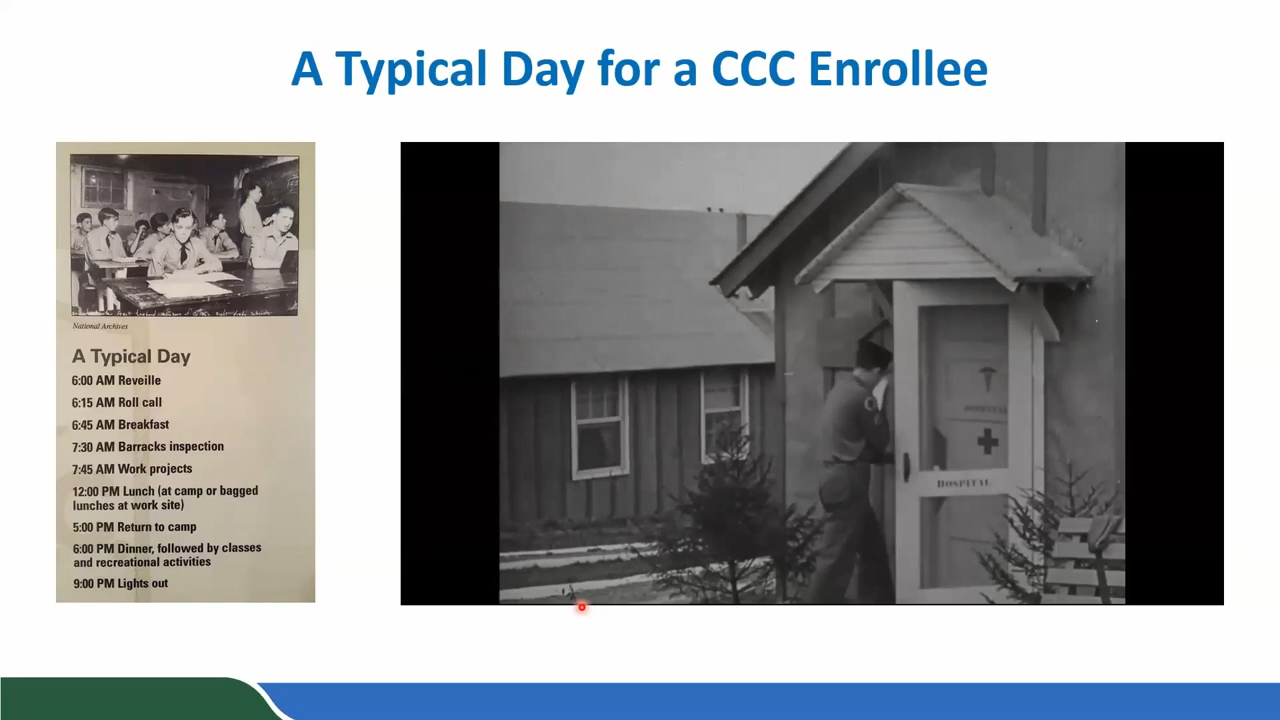 A Typical Day for a CCC Enrollee
National Archives
A Typical Day
6:00 AM Reveille
6:15 AM Roll call
6:45 AM Breakfast
7:30 AM Barracks inspection
7:45 AM Work projects
12:00 PM Lunch (at camp or bagged
lunches at work site)
5:00 PM Return to camp
6:00 PM Dinner, followed by classes
and recreational activities
9:00 PM Lights out
HOSPITAL
HOSPITAL